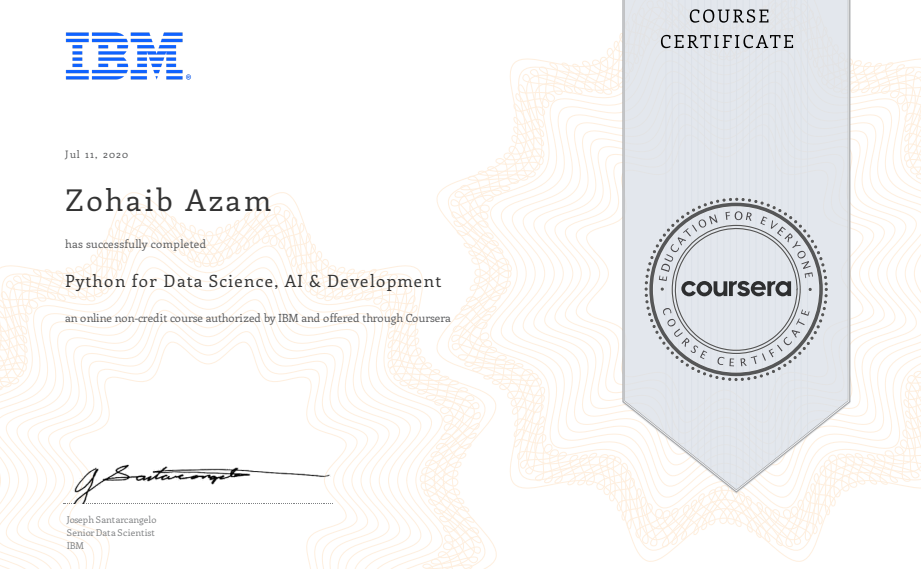 IBM®
COURSE
CERTIFICATE
Jul 11, 2020
Zohaib Azam
has successfully completed
Python for Data Science, AI & Development
an online non-credit course authorized by IBM and offered through Coursera
EDUCATION FOR EVERYONE
coursera
COURSE CERTIFICATE
J Santarcangelo
Joseph Santarcangelo
Senior Data Scientist
IBM